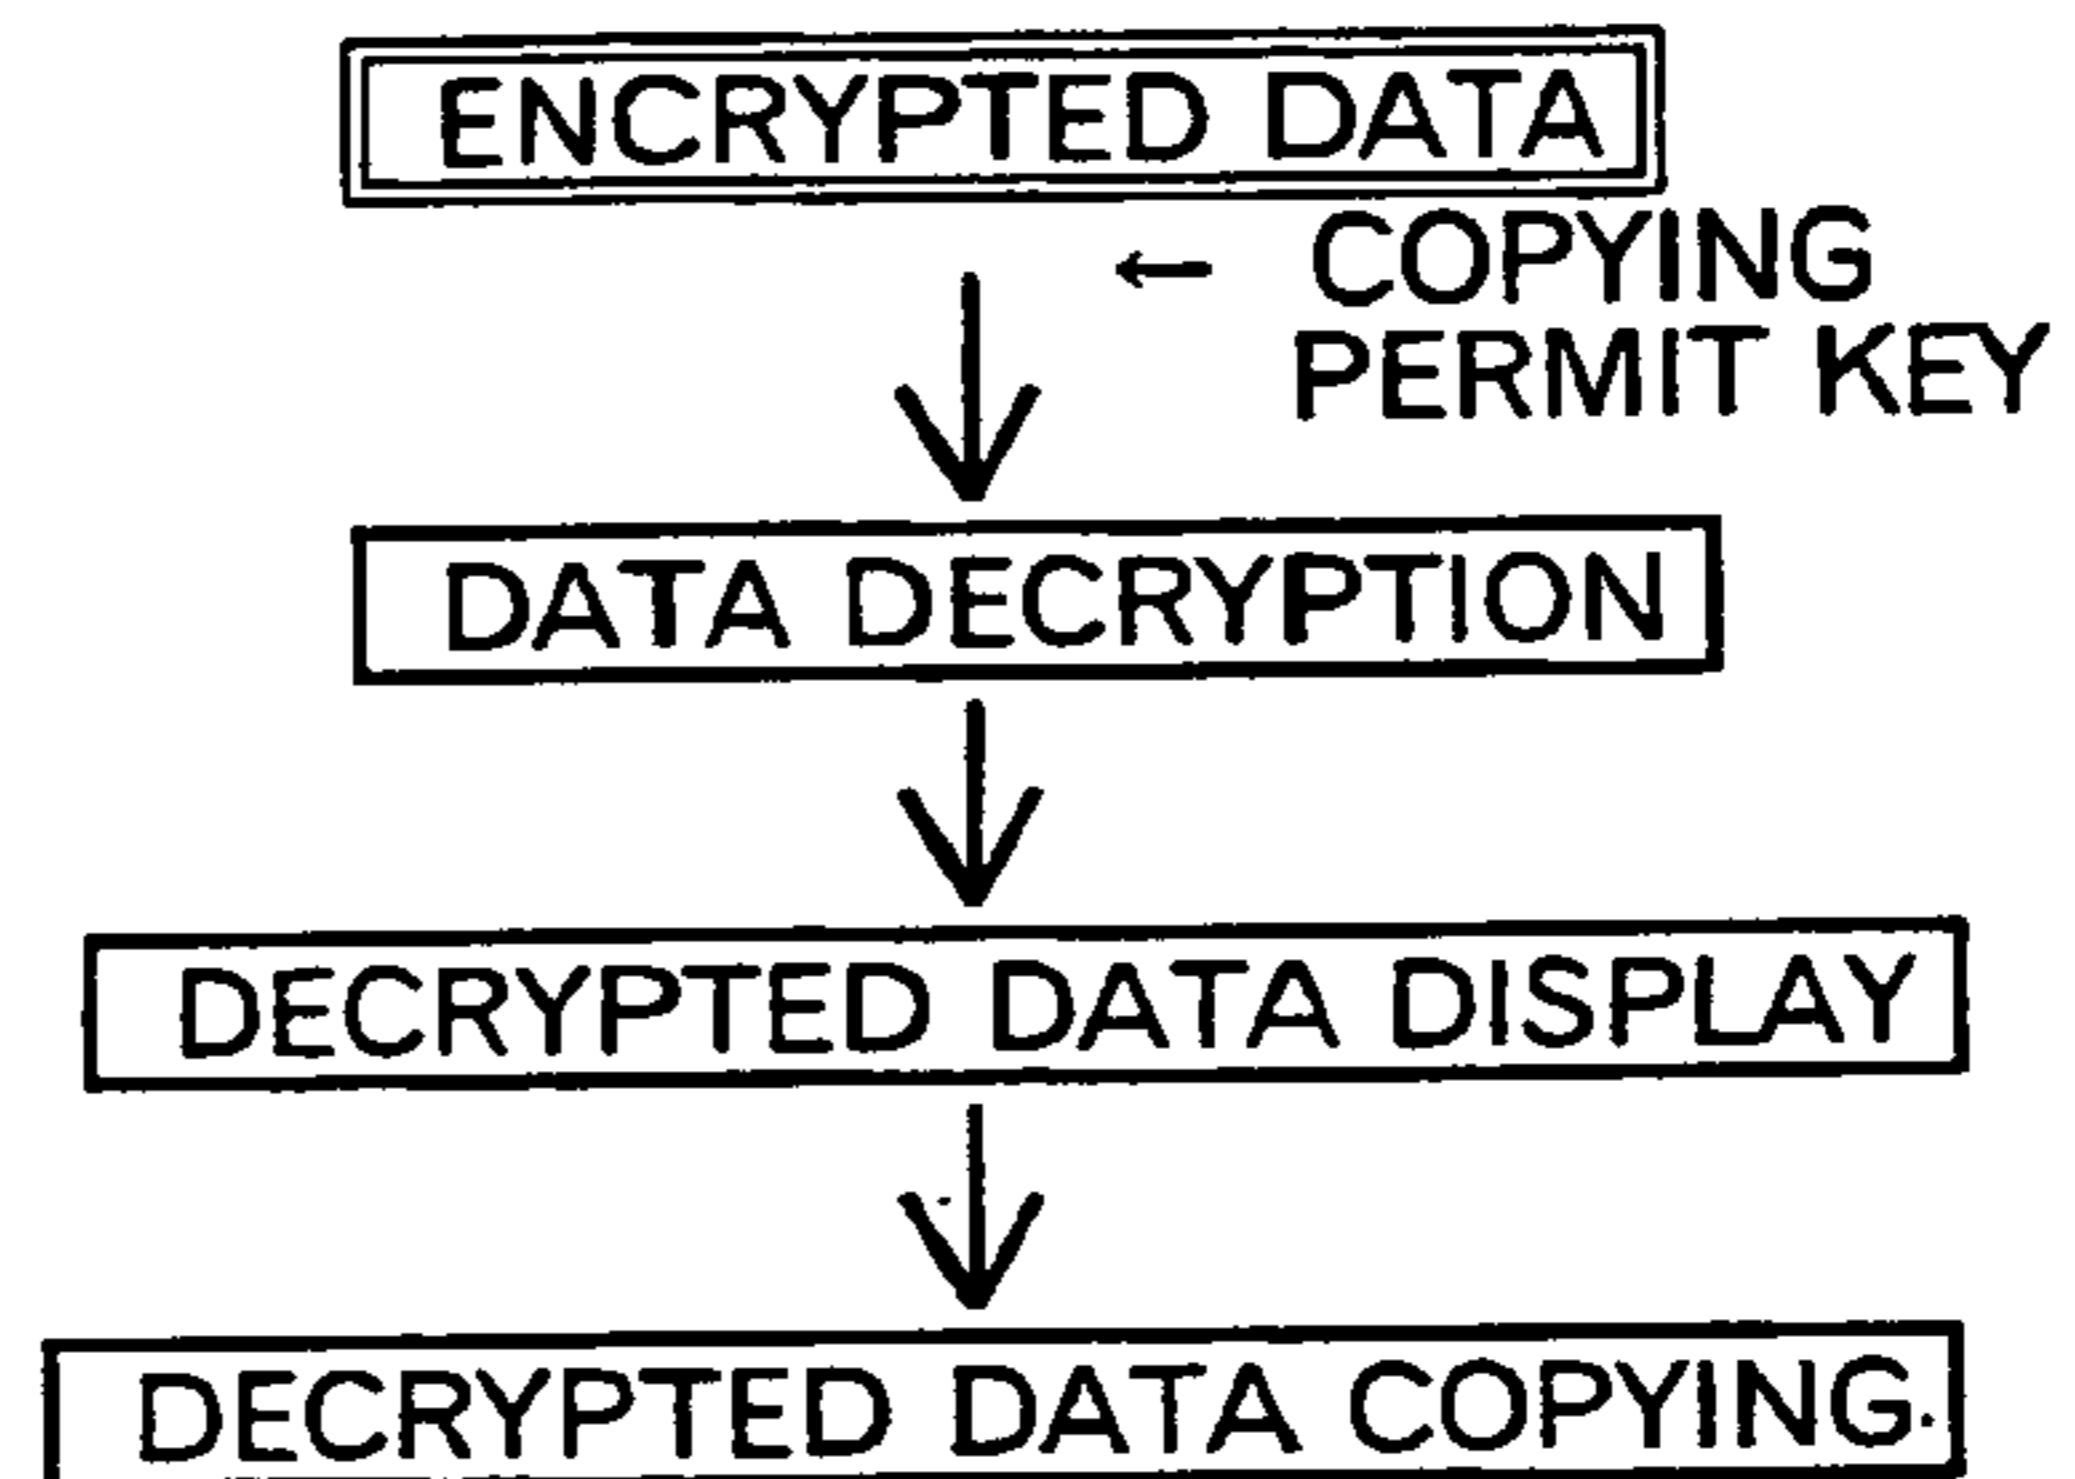 ENCRYPTED DATA
← COPYING
PERMIT KEY
DATA DECRYPTION
DECRYPTED DATA DISPLAY
DECRYPTED DATA COPYING